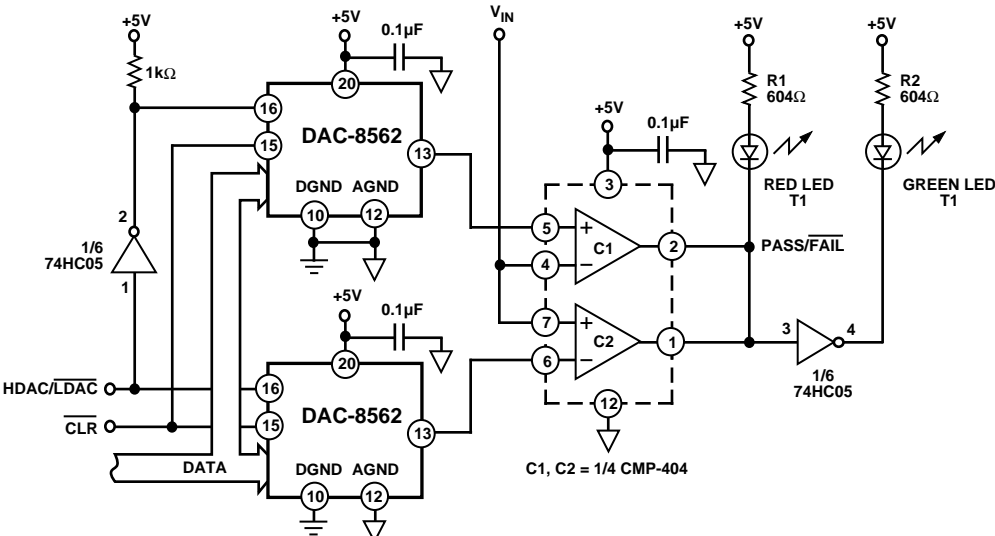 +5V
1kΩ
+5V
0.1µF
20
16
15
DAC-8562
13
DGND AGND
10
12
2
1/6
74HC05
1
HDAC/L̅D̅A̅C̅
C̅L̅R̅
DATA
+5V
0.1µF
20
16
15
DAC-8562
13
DGND AGND
10
12
VIN
+5V
0.1µF
3
5
+
4
–
C1
2
7
+
6
–
C2
1
12
C1, C2 = 1/4 CMP-404
+5V
R1
604Ω
RED LED
T1
PASS/F̅A̅I̅L̅
+5V
R2
604Ω
GREEN LED
T1
3
4
1/6
74HC05